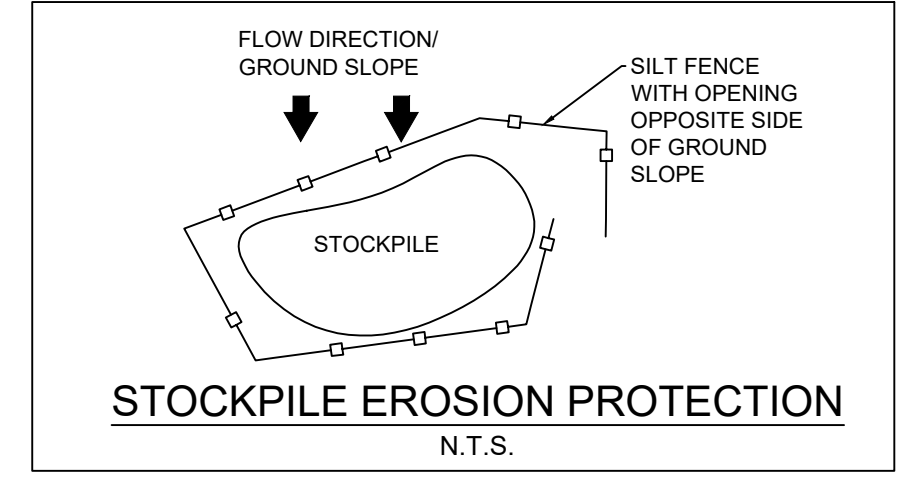 FLOW DIRECTION/
GROUND SLOPE
SILT FENCE
WITH OPENING
OPPOSITE SIDE
OF GROUND
SLOPE
STOCKPILE
STOCKPILE EROSION PROTECTION
N.T.S.